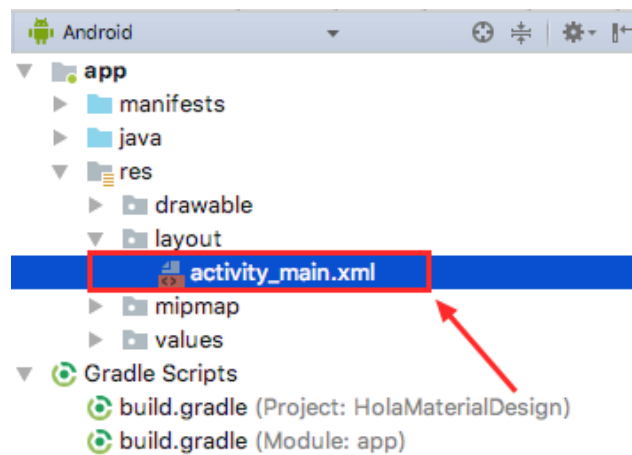 Android
app
manifests
java
res
drawable
layout
activity_main.xml
mipmap
values
Gradle Scripts
build.gradle (Project: HolaMaterialDesign)
build.gradle (Module: app)